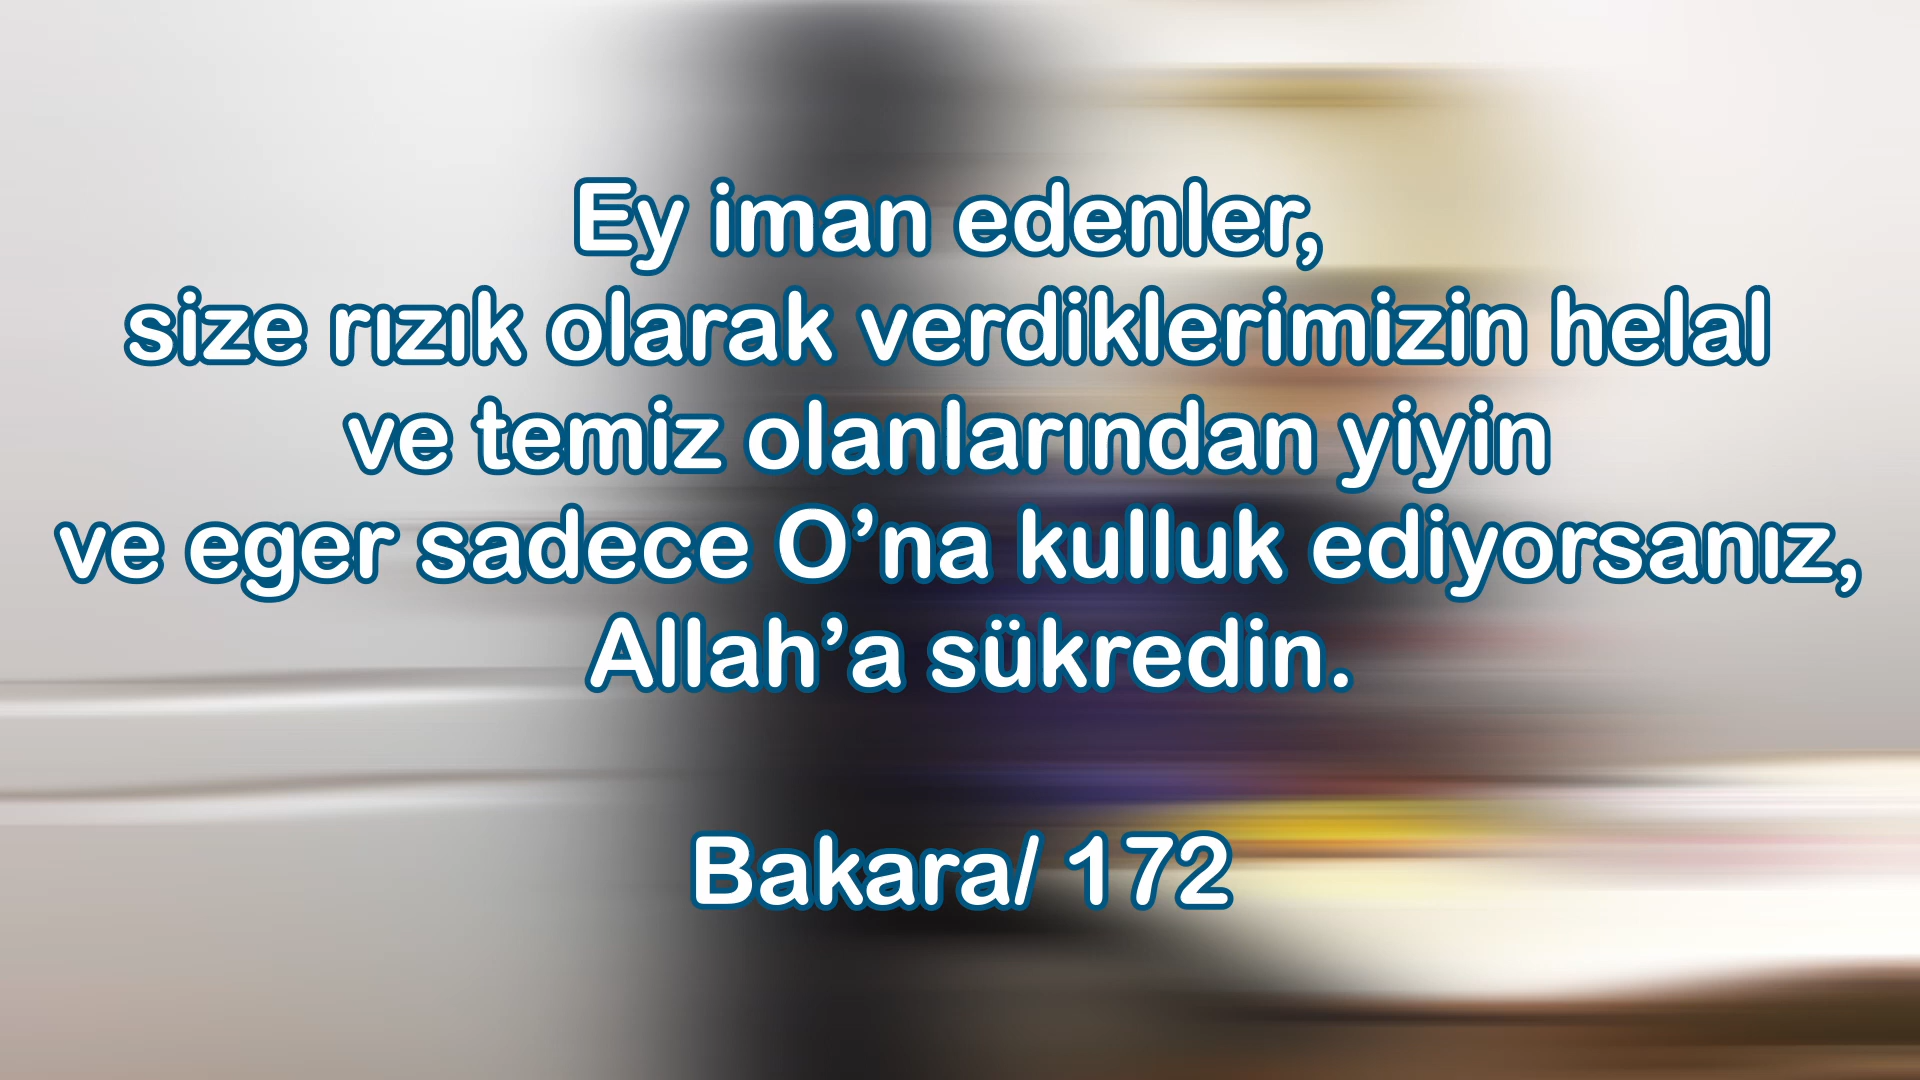 Ey iman edenler,
size rızık olarak verdiklerimizin helal
ve temiz olanlarından yiyin
ve eger sadece O’na kulluk ediyorsanız,
Allah’a sükredin.
Bakara/ 172